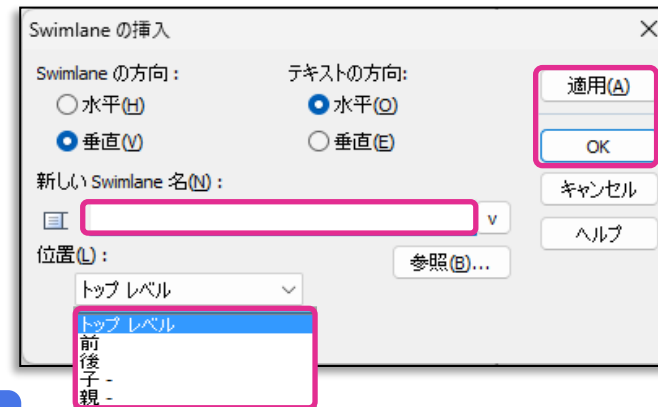 Swimlane の挿入
Swimlane の方向 :
テキストの方向:
水平(H)
水平(O)
適用(A)
垂直(V)
垂直(E)
OK
新しい Swimlane 名(N) :
キャンセル
v
ヘルプ
位置(L) :
参照(B)...
トップ レベル
トップ レベル
前
後
子 -
親 -